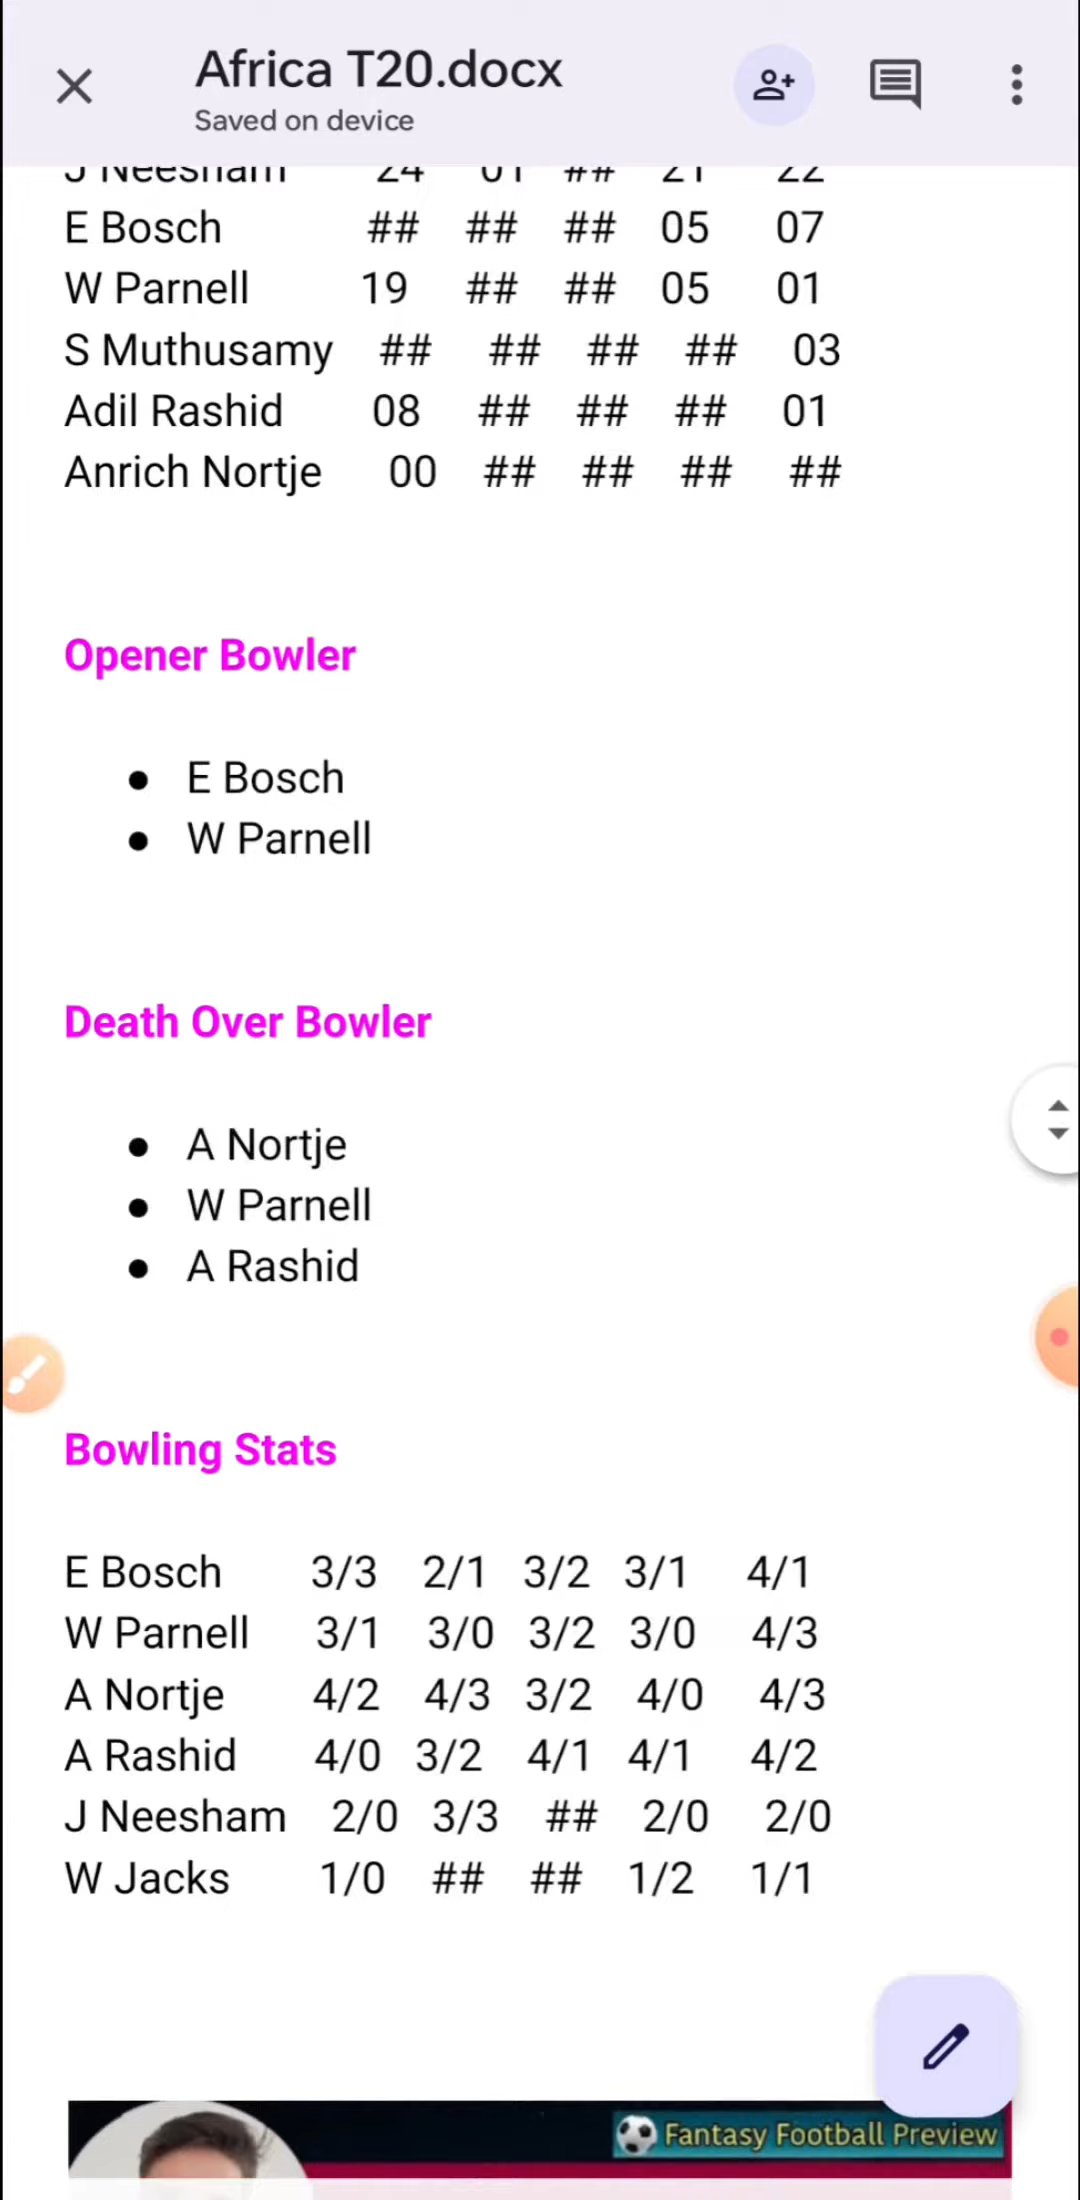 Africa T20.docx
Saved on device
J Neesham 24 01 ## 21 22
E Bosch ## ## ## 05 07
W Parnell 19 ## ## 05 01
S Muthusamy ## ## ## ## 03
Adil Rashid 08 ## ## ## 01
Anrich Nortje 00 ## ## ## ##
Opener Bowler
● E Bosch
● W Parnell
Death Over Bowler
● A Nortje
● W Parnell
● A Rashid
Bowling Stats
E Bosch 3/3 2/1 3/2 3/1 4/1
W Parnell 3/1 3/0 3/2 3/0 4/3
A Nortje 4/2 4/3 3/2 4/0 4/3
A Rashid 4/0 3/2 4/1 4/1 4/2
J Neesham 2/0 3/3 ## 2/0 2/0
W Jacks 1/0 ## ## 1/2 1/1
Fantasy Football Preview